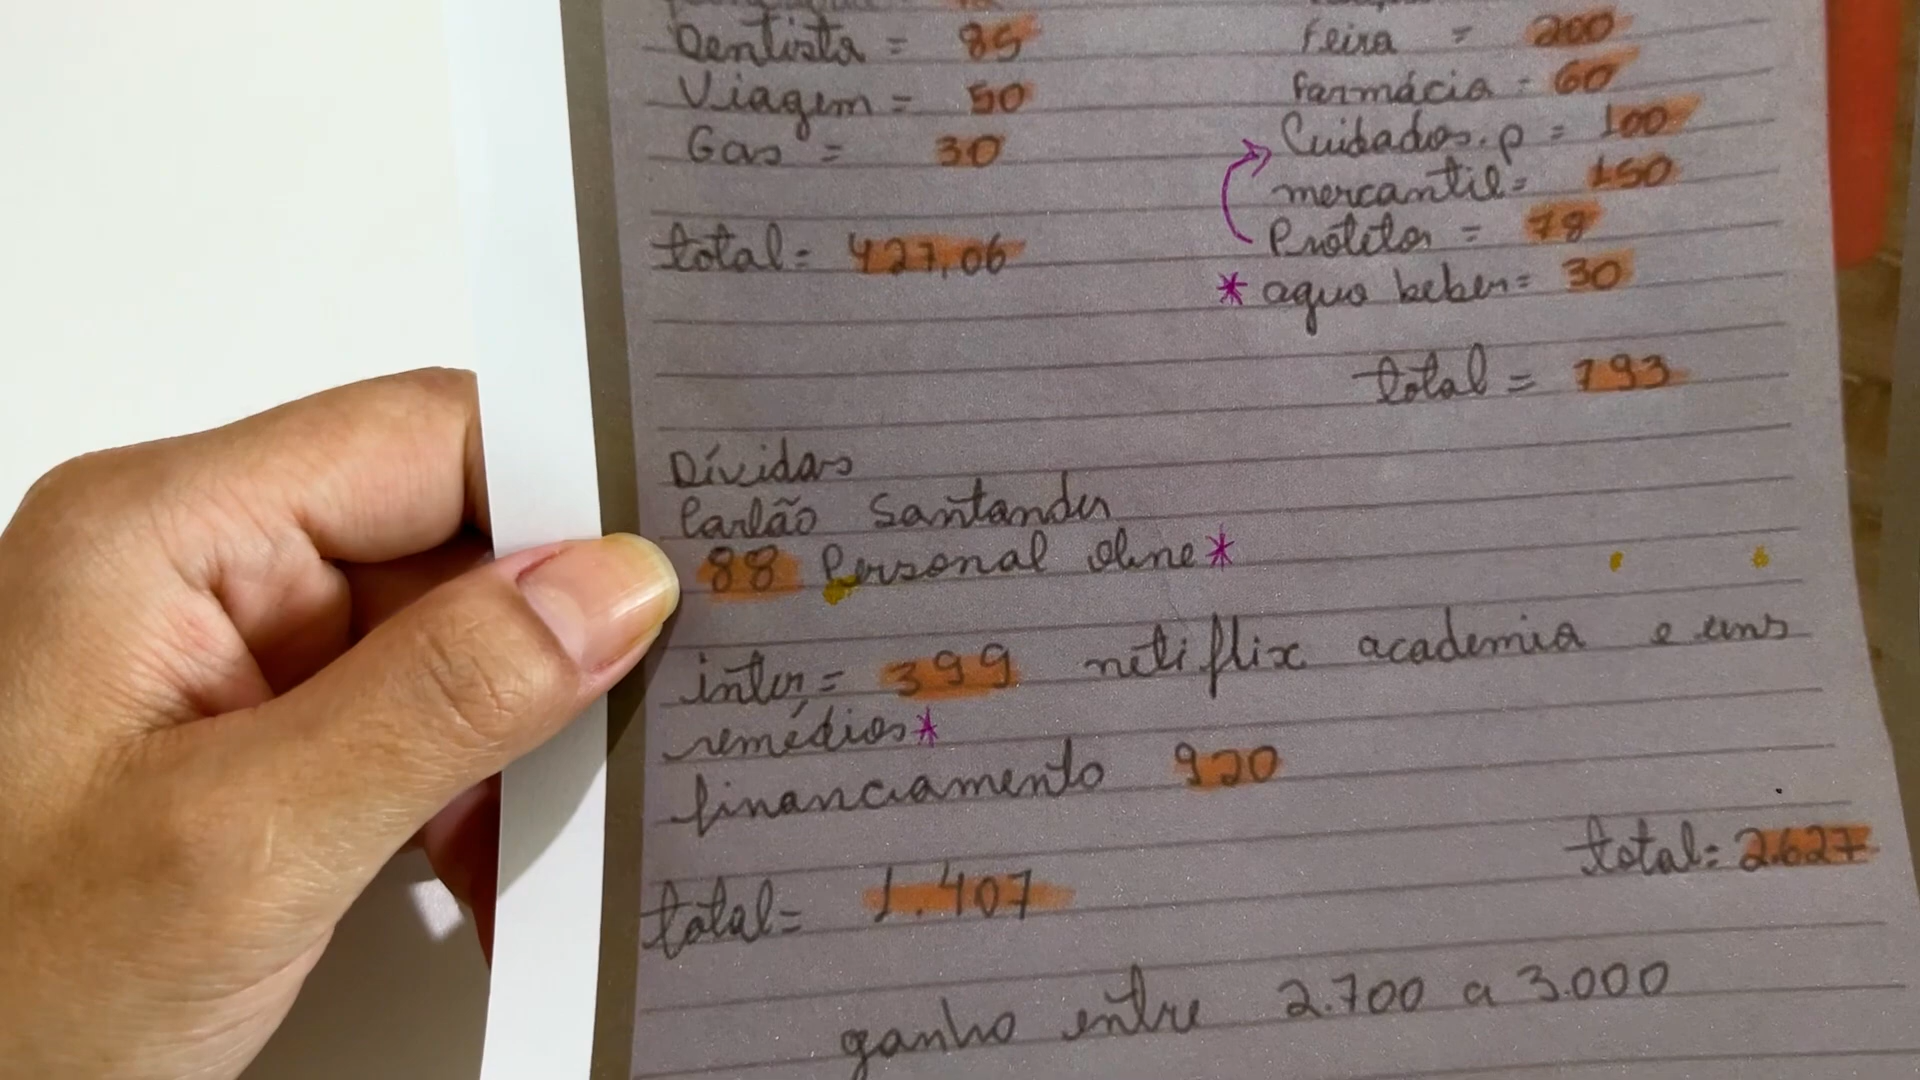 Dentista = 85
Viagem = 50
Gas = 30
total = 427,06
Feira = 200
Farmácia - 60
Cuidados.p = 100
mercantil = 150
Protetor = 78
* agua beber = 30
total = 793
Dívidas
Cartão Santander
88 Personal oline *
inter = 399 netiflix academia e uns
remédios *
financiamento 920
total = 1.407
total = 2.627
ganho entre 2.700 a 3.000